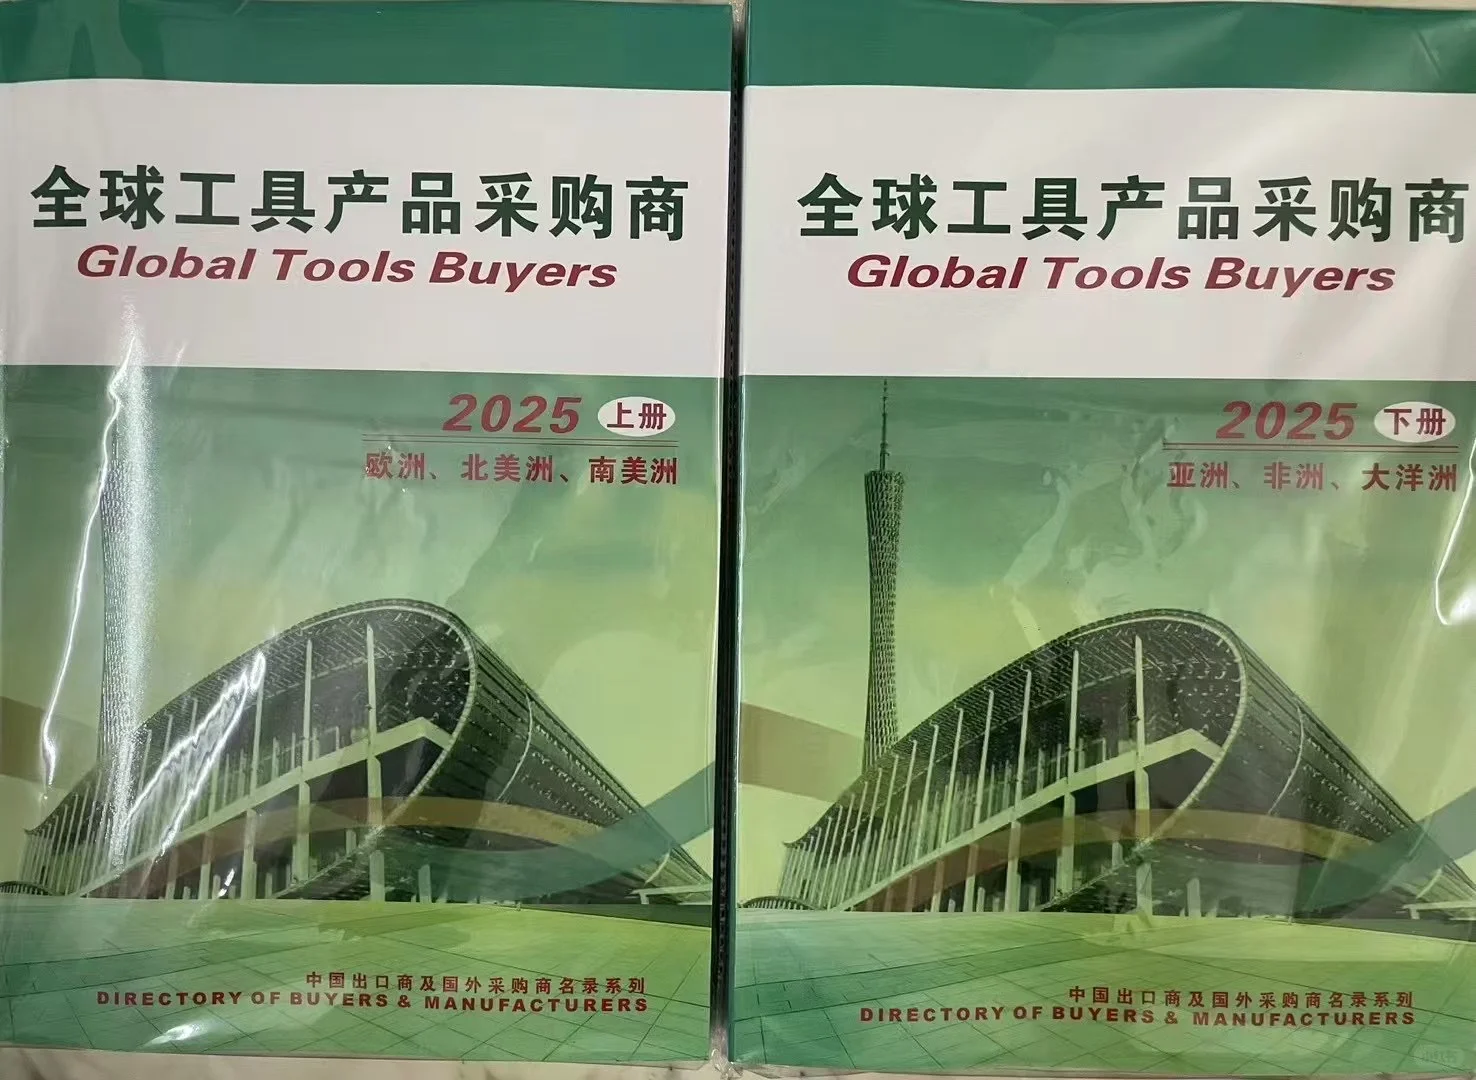 全球工具产品采购商
Global Tools Buyers
2025 上册
欧洲、北美洲、南美洲
中国出口商及国外采购商名录系列
DIRECTORY OF BUYERS & MANUFACTURERS
全球工具产品采购商
Global Tools Buyers
2025 下册
亚洲、非洲、大洋洲
中国出口商及国外采购商名录系列
DIRECTORY OF BUYERS & MANUFACTURERS